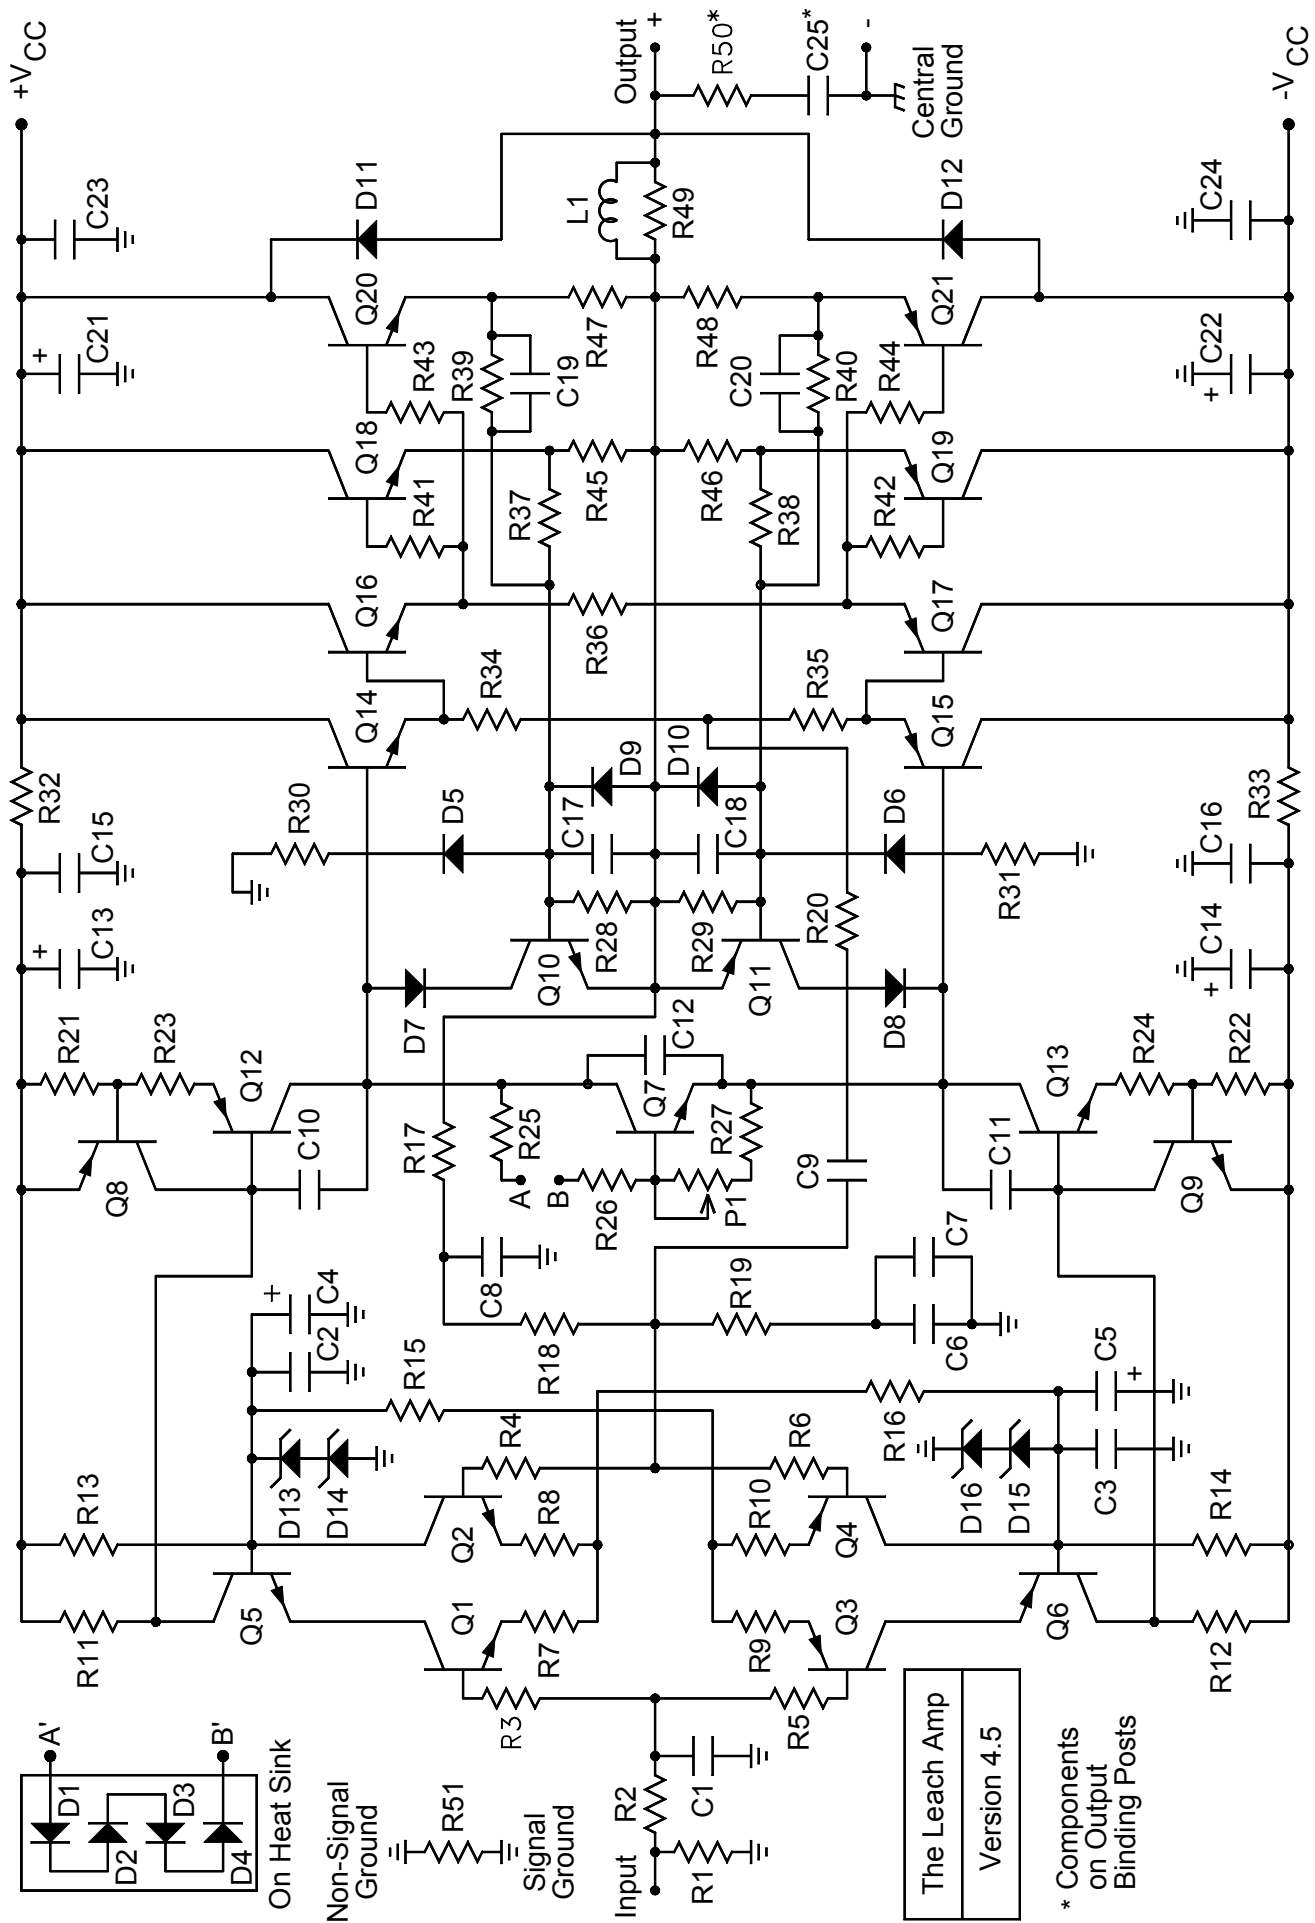 A'
B'
D1
D2
D3
D4
On Heat Sink
Non-Signal
Ground
R51
Signal
Ground
Input
R1
R2
C1
The Leach Amp
Version 4.5
* Components
on Output
Binding Posts
R11
R13
Q5
D13
D14
C2
C4
+
R15
Q1
Q2
R3
R4
R7
R8
R5
R6
R9
R10
Q3
Q4
R16
D16
D15
C3
C5
+
Q6
R12
R14
Q8
R21
R23
Q12
C10
R17
R18
C8
R19
C6
C7
R25
A
B
R26
P1
R27
Q7
C12
C9
C11
Q13
R24
R22
Q9
C13
+
C15
R32
R30
D5
D7
Q10
R28
C17
D9
D10
C18
R29
Q11
D8
R20
D6
R31
C14
+
C16
R33
Q14
R34
R35
Q15
Q16
R36
Q17
Q18
R41
R37
R45
R46
R38
R42
Q19
C21
+
C23
Q20
R43
R39
C19
R47
R48
C20
R40
R44
Q21
C22
+
C24
D11
L1
R49
D12
+V CC
Output
+
R50*
C25*
-
Central
Ground
-V CC